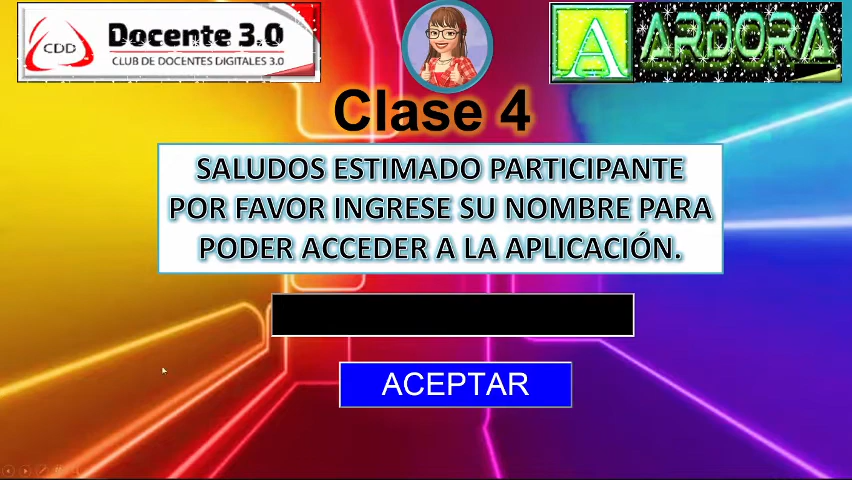 CDD
Docente 3.0
CLUB DE DOCENTES DIGITALES 3.0
A
ARDORA
Clase 4
SALUDOS ESTIMADO PARTICIPANTE
POR FAVOR INGRESE SU NOMBRE PARA
PODER ACCEDER A LA APLICACIÓN.
ACEPTAR